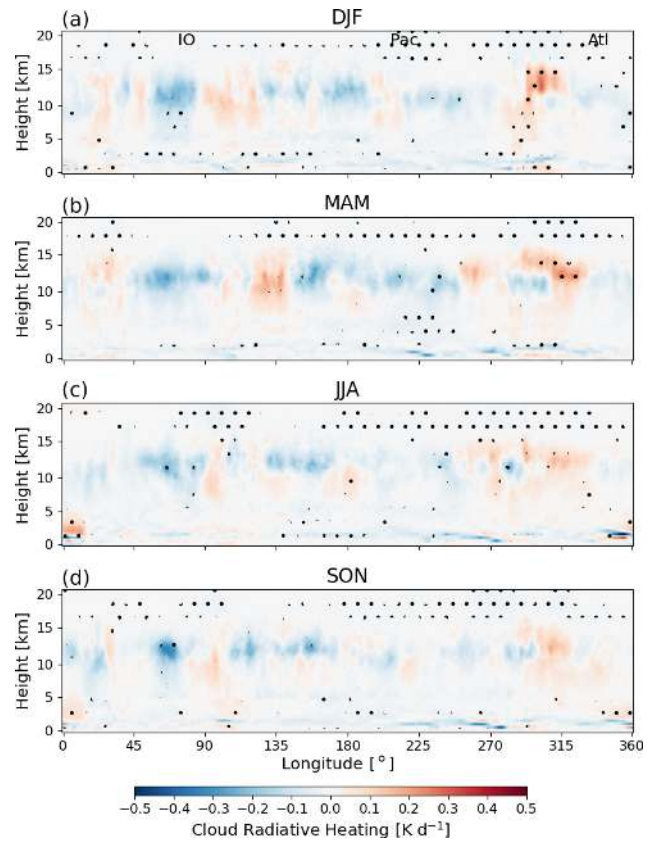 (a) DJF
IO Pac Atl
20
15
10
5
0
Height [km]
(b) MAM
20
15
10
5
0
Height [km]
(c) JJA
20
15
10
5
0
Height [km]
(d) SON
20
15
10
5
0
Height [km]
0 45 90 135 180 225 270 315 360
Longitude [°]
−0.5 −0.4 −0.3 −0.2 −0.1 0.0 0.1 0.2 0.3 0.4 0.5
Cloud Radiative Heating [K d⁻¹]